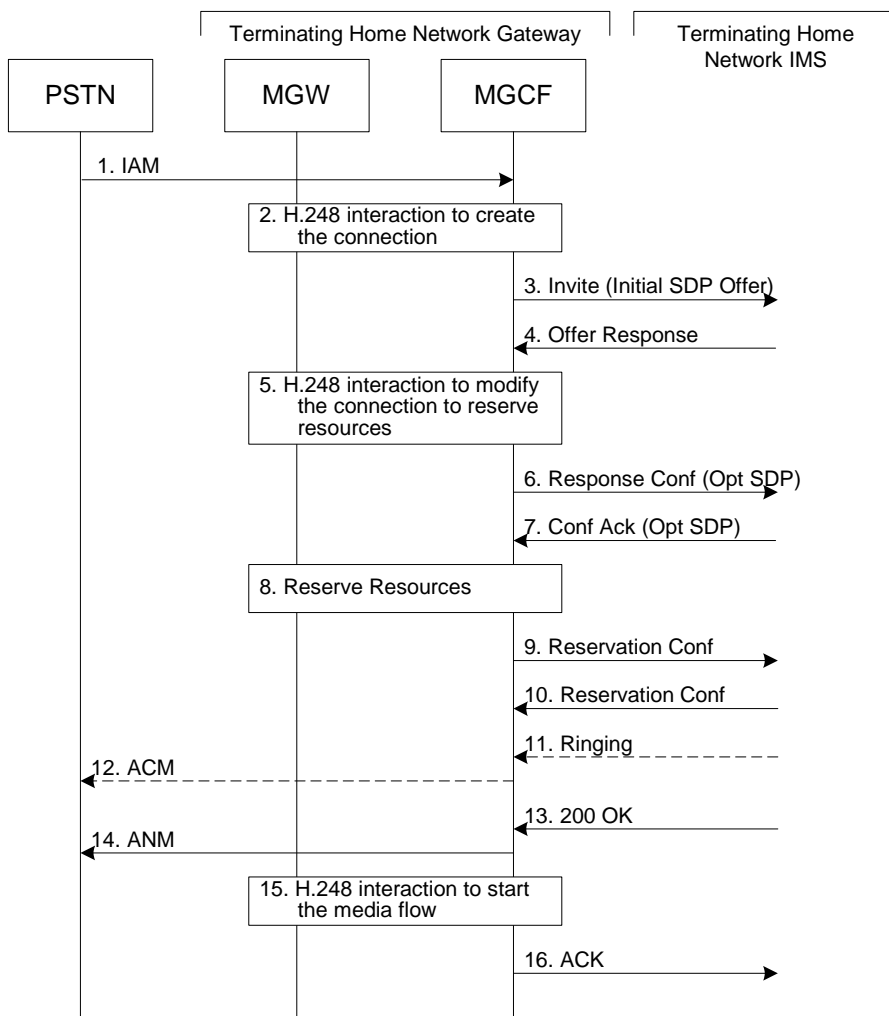 Terminating Home Network Gateway
Terminating Home
Network IMS
PSTN
MGW
MGCF
1. IAM
2. H.248 interaction to create
the connection
3. Invite (Initial SDP Offer)
4. Offer Response
5. H.248 interaction to modify
the connection to reserve
resources
6. Response Conf (Opt SDP)
7. Conf Ack (Opt SDP)
8. Reserve Resources
9. Reservation Conf
10. Reservation Conf
11. Ringing
12. ACM
13. 200 OK
14. ANM
15. H.248 interaction to start
the media flow
16. ACK